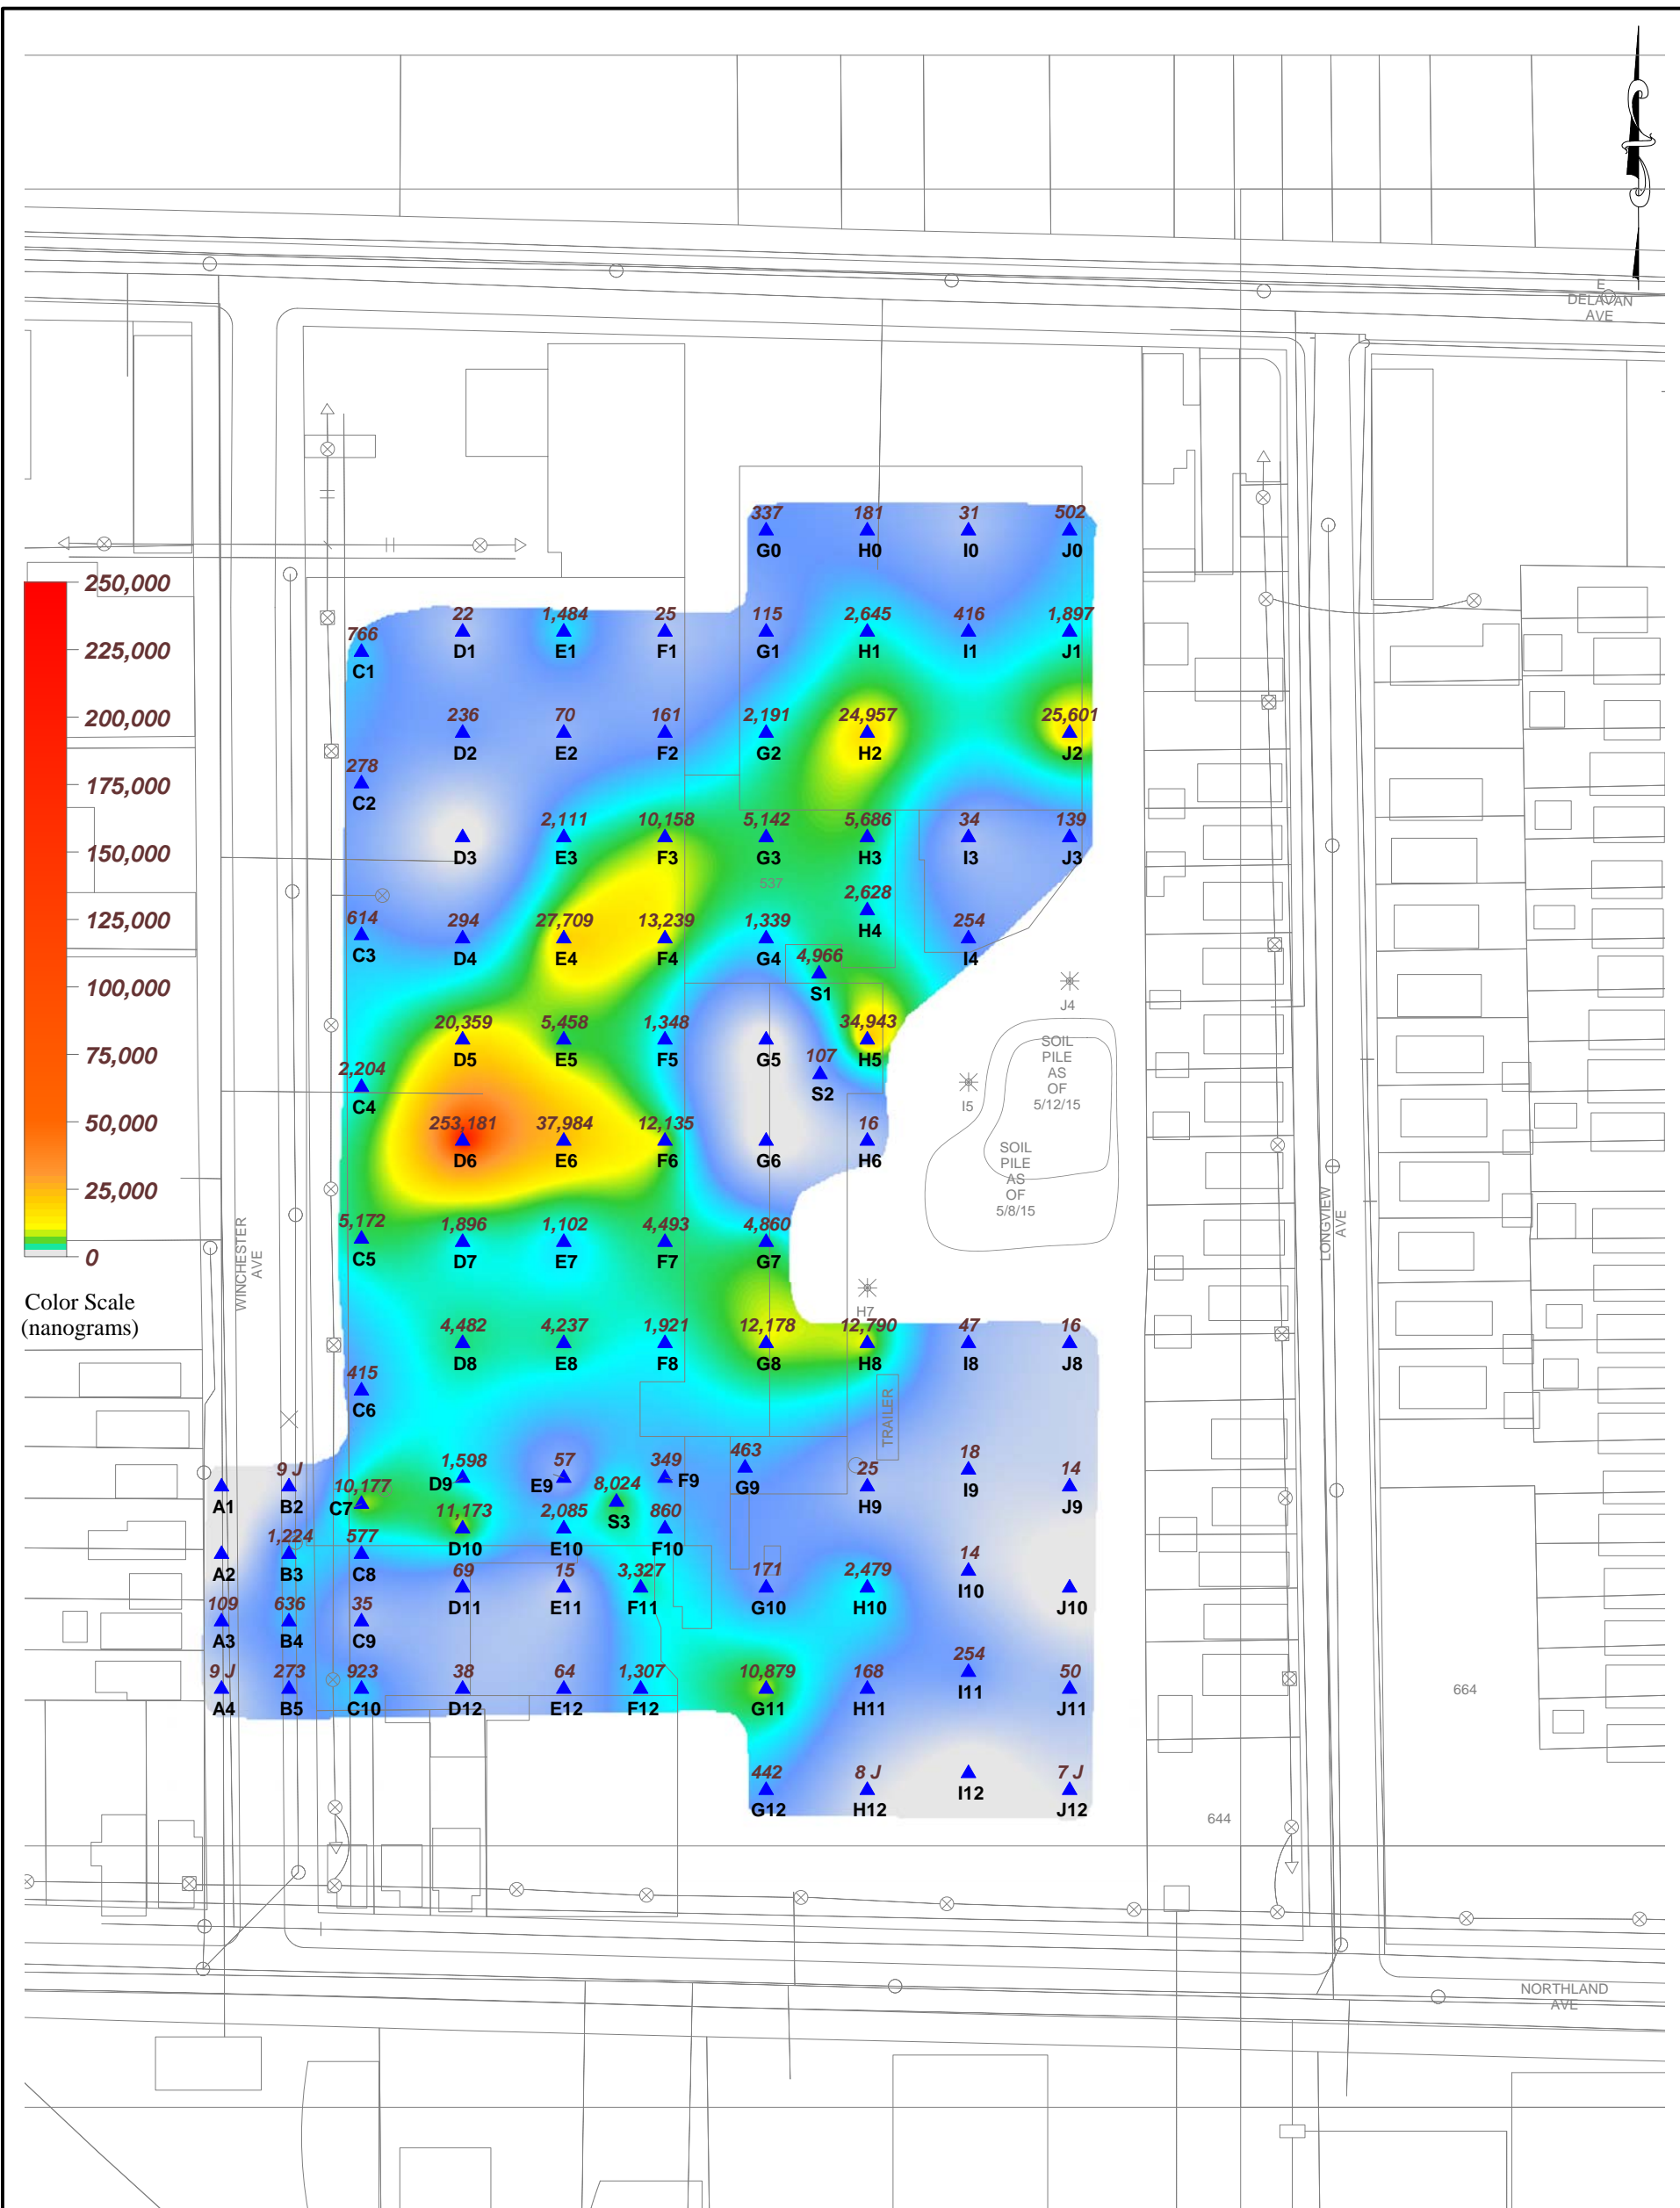 E
DELAVAN
AVE
337
181
31
502
G0
H0
I0
J0
250,000
225,000
200,000
175,000
150,000
125,000
100,000
75,000
50,000
25,000
0
Color Scale
(nanograms)
766
22
1,484
25
115
2,645
416
1,897
C1
D1
E1
F1
G1
H1
I1
J1
236
70
161
2,191
24,957
25,601
D2
E2
F2
G2
H2
J2
278
C2
2,111
10,158
5,142
5,686
34
139
D3
E3
F3
G3
H3
I3
J3
537
2,628
H4
614
294
27,709
13,239
1,339
254
C3
D4
E4
F4
G4
I4
4,966
S1
J4
20,359
5,458
1,348
34,943
D5
E5
F5
G5
H5
107
S2
2,204
C4
I5
SOIL
PILE
AS
OF
5/12/15
253,181
37,984
12,135
16
D6
E6
F6
G6
H6
SOIL
PILE
AS
OF
5/8/15
WINCHESTER
AVE
LONGVIEW
AVE
5,172
1,896
1,102
4,493
4,860
C5
D7
E7
F7
G7
H7
4,482
4,237
1,921
12,178
12,790
47
16
D8
E8
F8
G8
H8
I8
J8
415
C6
TRAILER
9 J
10,177
1,598
57
349
463
25
18
14
A1
B2
C7
D9
E9
F9
G9
H9
I9
J9
8,024
S3
11,173
2,085
860
D10
E10
F10
1,224
577
A2
B3
C8
69
15
3,327
171
2,479
14
D11
E11
F11
G10
H10
I10
J10
109
636
35
A3
B4
C9
9 J
273
923
38
64
1,307
10,879
168
254
50
A4
B5
C10
D12
E12
F12
G11
H11
I11
J11
664
442
8 J
7 J
G12
H12
I12
J12
644
NORTHLAND
AVE